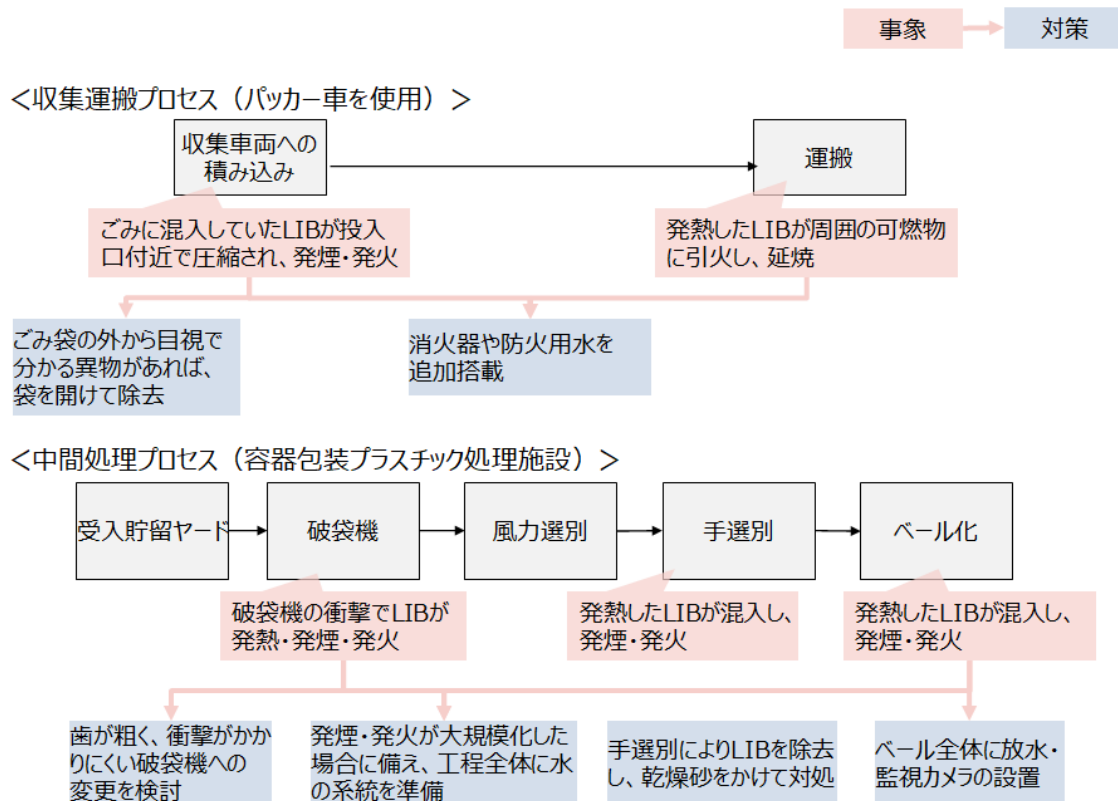 事象
対策
＜収集運搬プロセス（パッカー車を使用）＞
収集車両への
積み込み
運搬
ごみに混入していたLIBが投入
口付近で圧縮され、発煙・発火
発熱したLIBが周囲の可燃物
に引火し、延焼
ごみ袋の外から目視で
分かる異物があれば、
袋を開けて除去
消火器や防火用水を
追加搭載
＜中間処理プロセス（容器包装プラスチック処理施設）＞
受入貯留ヤード
破袋機
風力選別
手選別
ベール化
破袋機の衝撃でLIBが
発熱・発煙・発火
発熱したLIBが混入し、
発煙・発火
発熱したLIBが混入し、
発煙・発火
歯が粗く、衝撃がかか
りにくい破袋機への
変更を検討
発煙・発火が大規模化した
場合に備え、工程全体に水
の系統を準備
手選別によりLIBを除去
し、乾燥砂をかけて対処
ベール全体に放水・
監視カメラの設置